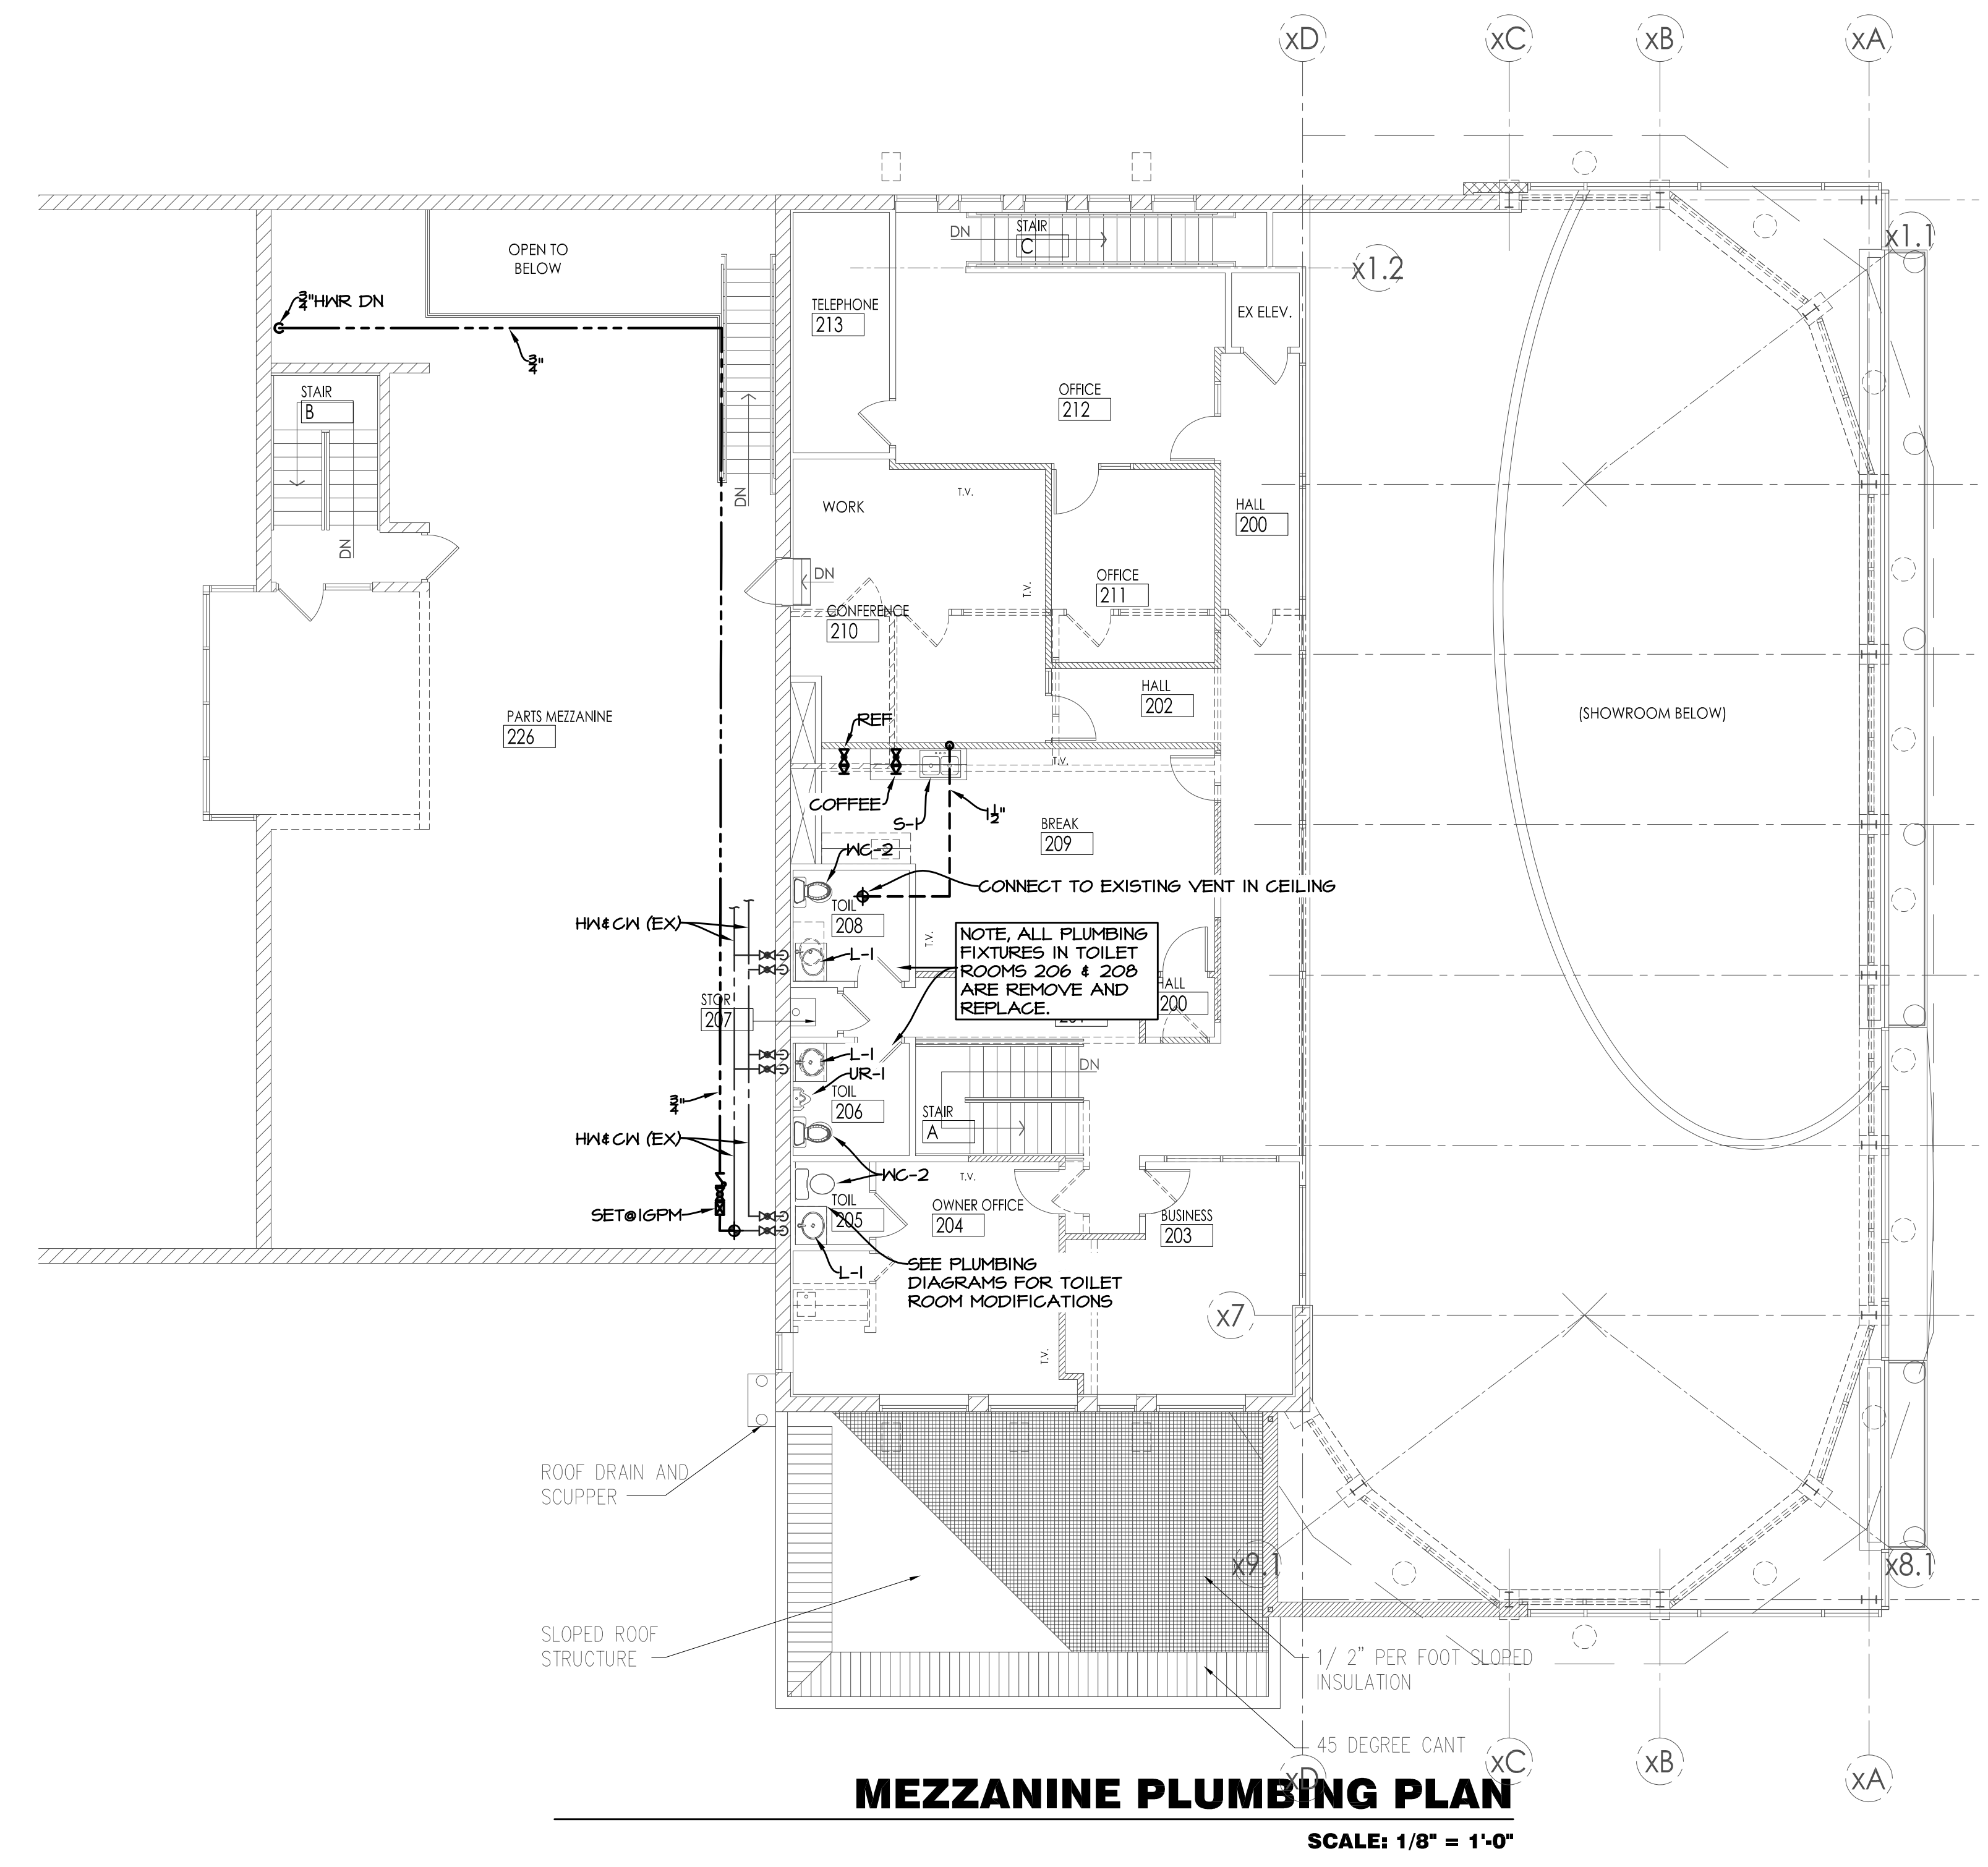 xD
xC
xB
xA
x1.1
x1.2
OPEN TO
BELOW
STAIR
C
DN
3/4"HWR DN
TELEPHONE
213
EX ELEV.
3/4"
STAIR
B
OFFICE
212
DN
DN
WORK
T.V.
HALL
200
DN
OFFICE
211
T.V.
CONFERENCE
210
HALL
202
PARTS MEZZANINE
226
REF
(SHOWROOM BELOW)
T.V.
COFFEE
S-1
1 1/2"
BREAK
209
WC-2
CONNECT TO EXISTING VENT IN CEILING
TOIL
208
HW&CW (EX)
T.V.
L-1
NOTE, ALL PLUMBING
FIXTURES IN TOILET
ROOMS 206 & 208
ARE REMOVE AND
REPLACE.
HALL
200
STOR
207
L-1
UR-1
DN
TOIL
206
3/4"
STAIR
A
HW&CW (EX)
WC-2
T.V.
TOIL
205
OWNER OFFICE
204
BUSINESS
203
SET@1GPM
L-1
SEE PLUMBING
DIAGRAMS FOR TOILET
ROOM MODIFICATIONS
x7
T.V.
ROOF DRAIN AND
SCUPPER
x9.1
x8.1
SLOPED ROOF
STRUCTURE
1/ 2" PER FOOT SLOPED
INSULATION
45 DEGREE CANT
xD
xC
xB
xA
MEZZANINE PLUMBING PLAN
SCALE: 1/8" = 1'-0"